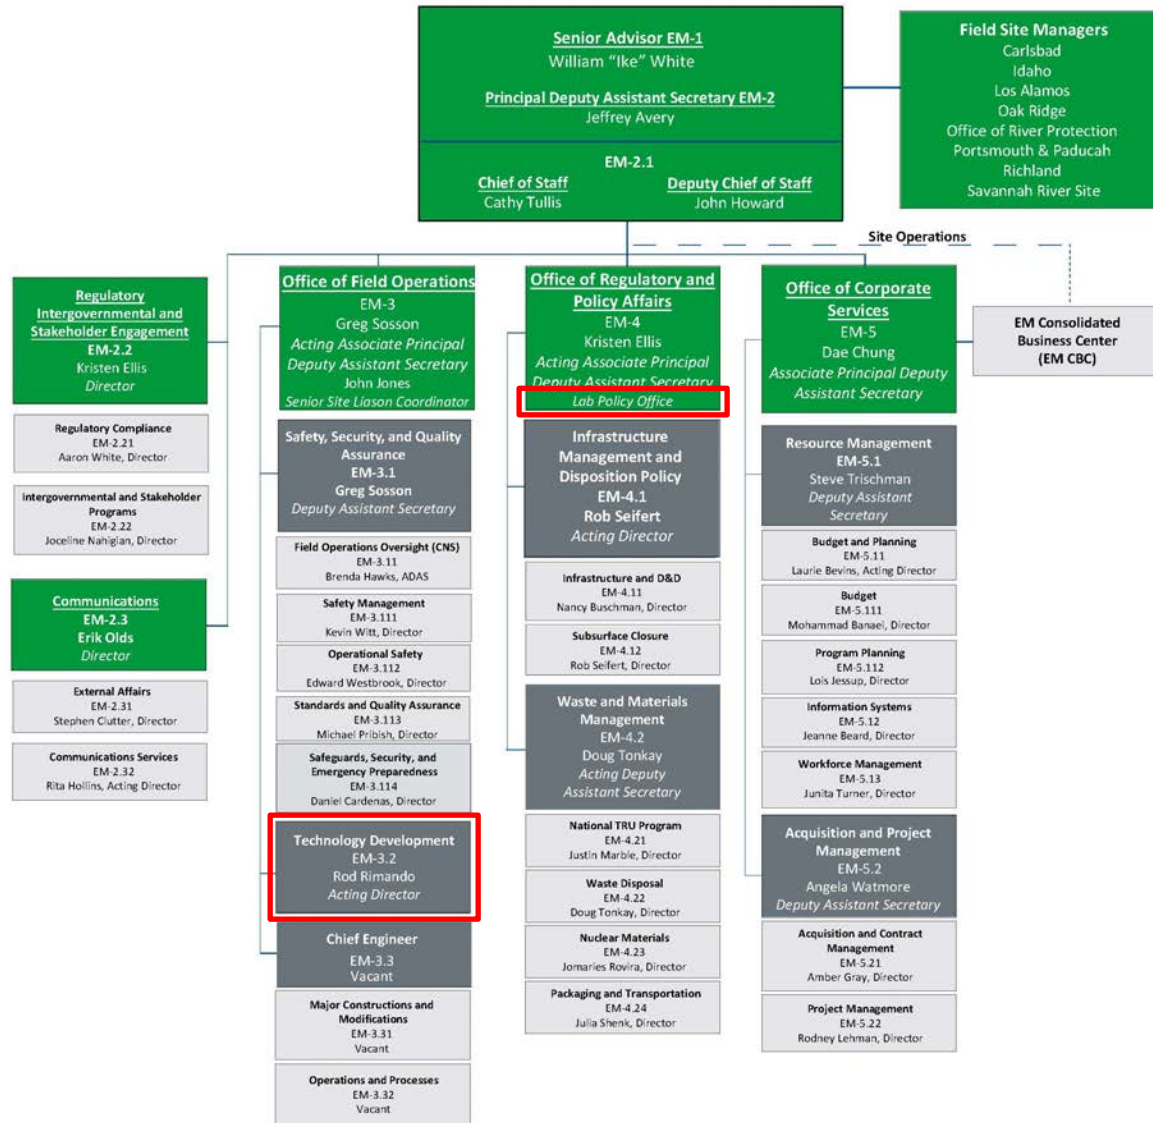 Senior Advisor EM-1
William "Ike" White
Principal Deputy Assistant Secretary EM-2
Jeffrey Avery
EM-2.1
Chief of Staff
Cathy Tullis
Deputy Chief of Staff
John Howard
Field Site Managers
Carlsbad
Idaho
Los Alamos
Oak Ridge
Office of River Protection
Portsmouth & Paducah
Richland
Savannah River Site
Site Operations
EM Consolidated
Business Center
(EM CBC)
Regulatory
Intergovernmental and
Stakeholder Engagement
EM-2.2
Kristen Ellis
Director
Regulatory Compliance
EM-2.21
Aaron White, Director
Intergovernmental and Stakeholder
Programs
EM-2.22
Joceline Nahigian, Director
Communications
EM-2.3
Erik Olds
Director
External Affairs
EM-2.31
Stephen Clutter, Director
Communications Services
EM-2.32
Rita Hollins, Acting Director
Office of Field Operations
EM-3
Greg Sosson
Acting Associate Principal
Deputy Assistant Secretary
John Jones
Senior Site Liason Coordinator
Safety, Security, and Quality
Assurance
EM-3.1
Greg Sosson
Deputy Assistant Secretary
Field Operations Oversight (CNS)
EM-3.11
Brenda Hawks, ADAS
Safety Management
EM-3.111
Kevin Witt, Director
Operational Safety
EM-3.112
Edward Westbrook, Director
Standards and Quality Assurance
EM-3.113
Michael Pribish, Director
Safeguards, Security, and
Emergency Preparedness
EM-3.114
Daniel Cardenas, Director
Technology Development
EM-3.2
Rod Rimando
Acting Director
Chief Engineer
EM-3.3
Vacant
Major Constructions and
Modifications
EM-3.31
Vacant
Operations and Processes
EM-3.32
Vacant
Office of Regulatory and
Policy Affairs
EM-4
Kristen Ellis
Acting Associate Principal
Deputy Assistant Secretary
Lab Policy Office
Infrastructure
Management and
Disposition Policy
EM-4.1
Rob Seifert
Acting Director
Infrastructure and D&D
EM-4.11
Nancy Buschman, Director
Subsurface Closure
EM-4.12
Rob Seifert, Director
Waste and Materials
Management
EM-4.2
Doug Tonkay
Acting Deputy
Assistant Secretary
National TRU Program
EM-4.21
Justin Marble, Director
Waste Disposal
EM-4.22
Doug Tonkay, Director
Nuclear Materials
EM-4.23
Jomaries Rovira, Director
Packaging and Transportation
EM-4.24
Julia Shenk, Director
Office of Corporate
Services
EM-5
Dae Chung
Associate Principal Deputy
Assistant Secretary
Resource Management
EM-5.1
Steve Trischman
Deputy Assistant
Secretary
Budget and Planning
EM-5.11
Laurie Bevins, Acting Director
Budget
EM-5.111
Mohammad Banael, Director
Program Planning
EM-5.112
Lois Jessup, Director
Information Systems
EM-5.12
Jeanne Beard, Director
Workforce Management
EM-5.13
Junita Turner, Director
Acquisition and Project
Management
EM-5.2
Angela Watmore
Deputy Assistant Secretary
Acquisition and Contract
Management
EM-5.21
Amber Gray, Director
Project Management
EM-5.22
Rodney Lehman, Director